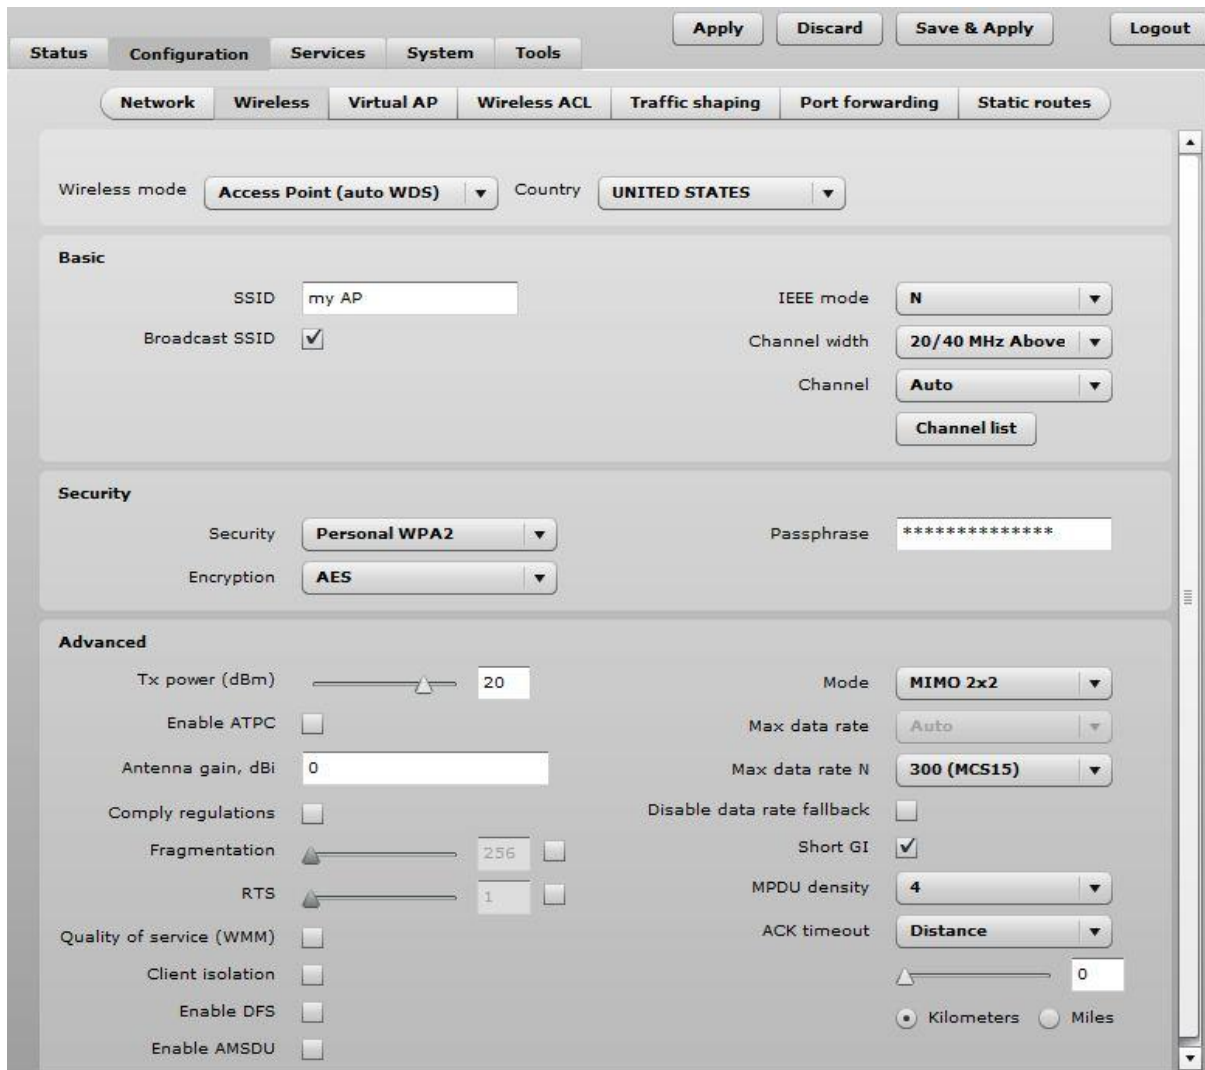 Apply Discard Save & Apply Logout
Status Configuration Services System Tools
Network Wireless Virtual AP Wireless ACL Traffic shaping Port forwarding Static routes
Wireless mode Access Point (auto WDS) Country UNITED STATES
Basic
SSID my AP IEEE mode N
Broadcast SSID Channel width 20/40 MHz Above
Channel Auto
Channel list
Security
Security Personal WPA2 Passphrase **************
Encryption AES
Advanced
Tx power (dBm) 20 Mode MIMO 2x2
Enable ATPC Max data rate Auto
Antenna gain, dBi 0 Max data rate N 300 (MCS15)
Comply regulations Disable data rate fallback
Fragmentation 256 Short GI
RTS 1 MPDU density 4
Quality of service (WMM) ACK timeout Distance
Client isolation 0
Enable DFS Kilometers Miles
Enable AMSDU